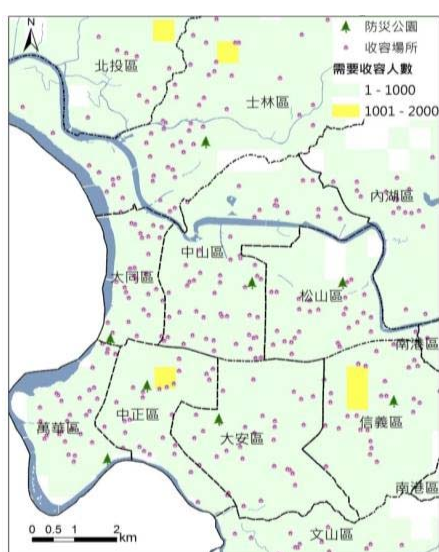 N
防災公園
收容場所
需要收容人數
1 - 1000
1001 - 2000
北投區
士林區
內湖區
中山區
大同區
松山區
南港區
中正區
萬華區
大安區
信義區
南港區
文山區
0 0.5 1 2
km